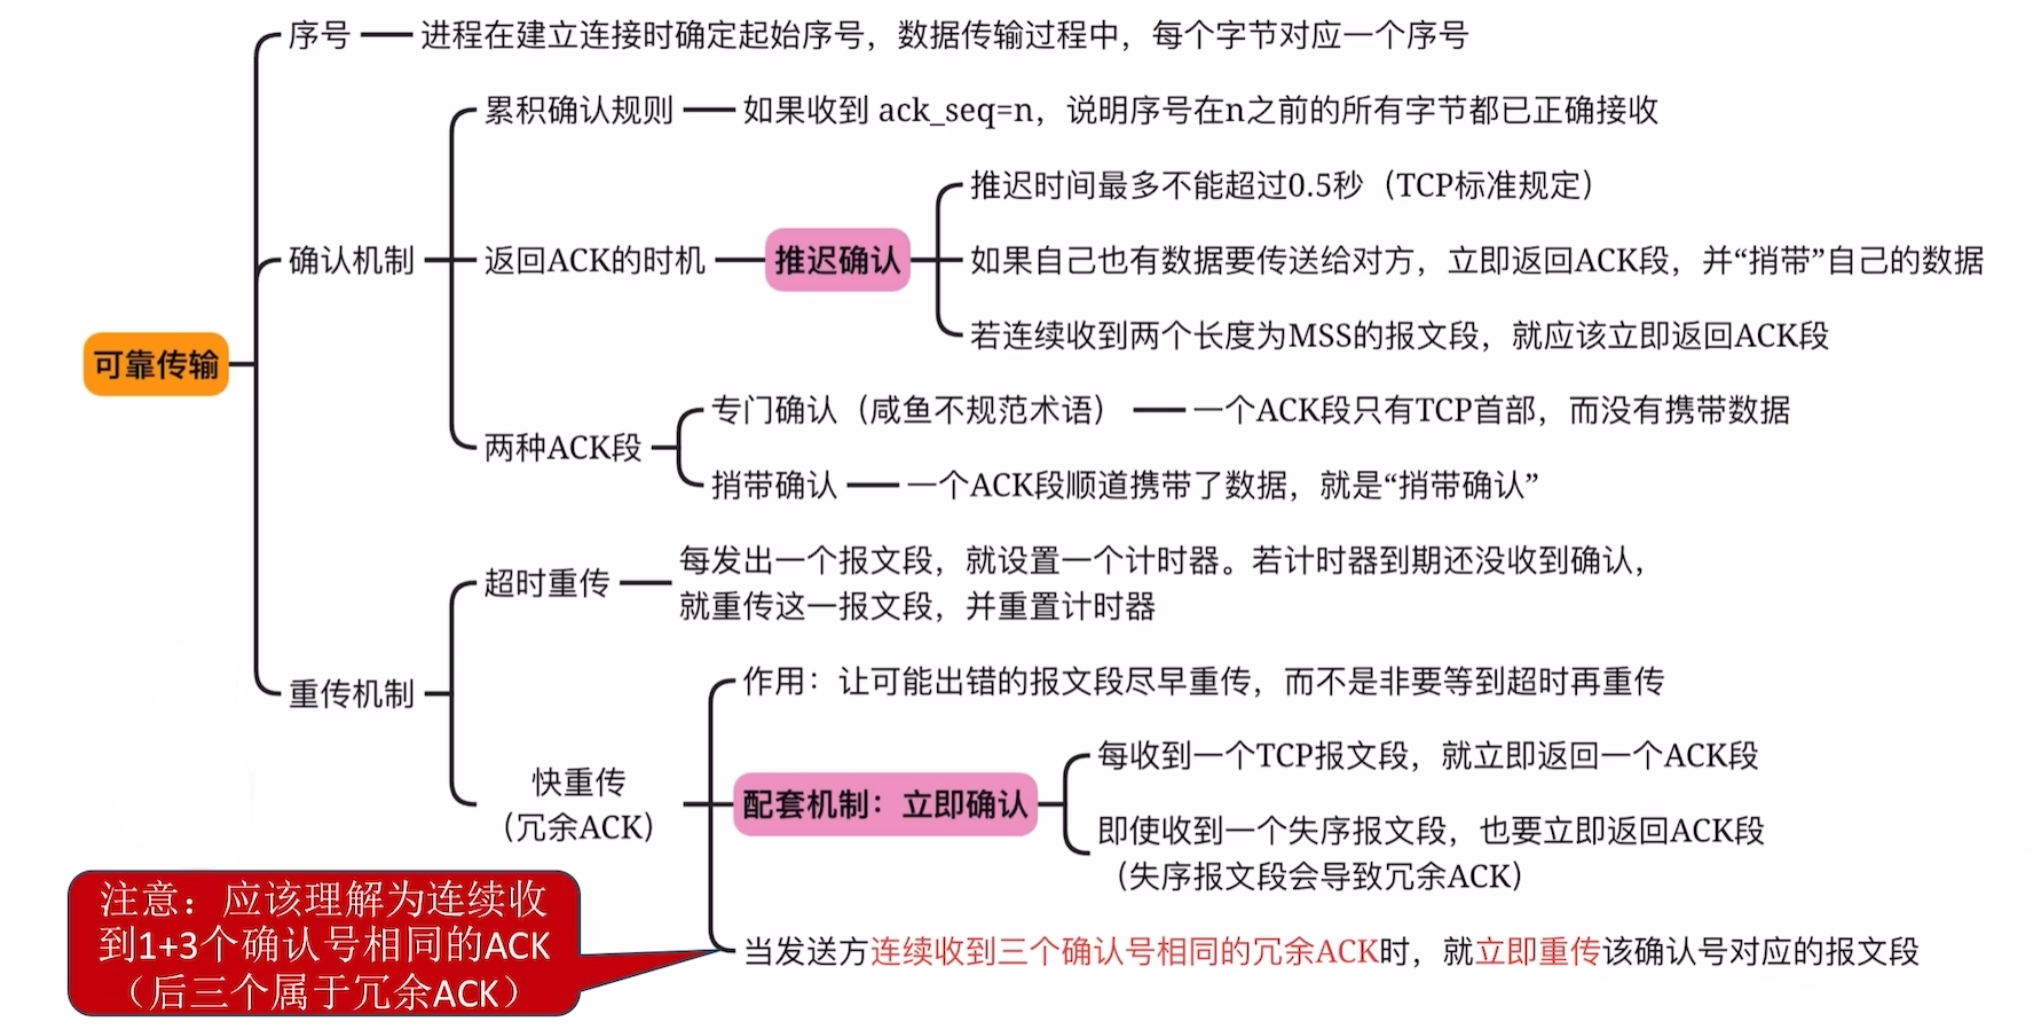 序号
进程在建立连接时确定起始序号，数据传输过程中，每个字节对应一个序号
累积确认规则
如果收到 ack_seq=n，说明序号在n之前的所有字节都已正确接收
推迟时间最多不能超过0.5秒（TCP标准规定）
确认机制
返回ACK的时机
推迟确认
如果自己也有数据要传送给对方，立即返回ACK段，并“捎带”自己的数据
若连续收到两个长度为MSS的报文段，就应该立即返回ACK段
可靠传输
专门确认（咸鱼不规范术语）
一个ACK段只有TCP首部，而没有携带数据
两种ACK段
捎带确认
一个ACK段顺道携带了数据，就是“捎带确认”
超时重传
每发出一个报文段，就设置一个计时器。若计时器到期还没收到确认，
就重传这一报文段，并重置计时器
重传机制
作用：让可能出错的报文段尽早重传，而不是非要等到超时再重传
快重传
（冗余ACK）
配套机制：立即确认
每收到一个TCP报文段，就立即返回一个ACK段
即使收到一个失序报文段，也要立即返回ACK段
（失序报文段会导致冗余ACK）
当发送方连续收到三个确认号相同的冗余ACK时，就立即重传该确认号对应的报文段
注意：应该理解为连续收
到1+3个确认号相同的ACK
（后三个属于冗余ACK）